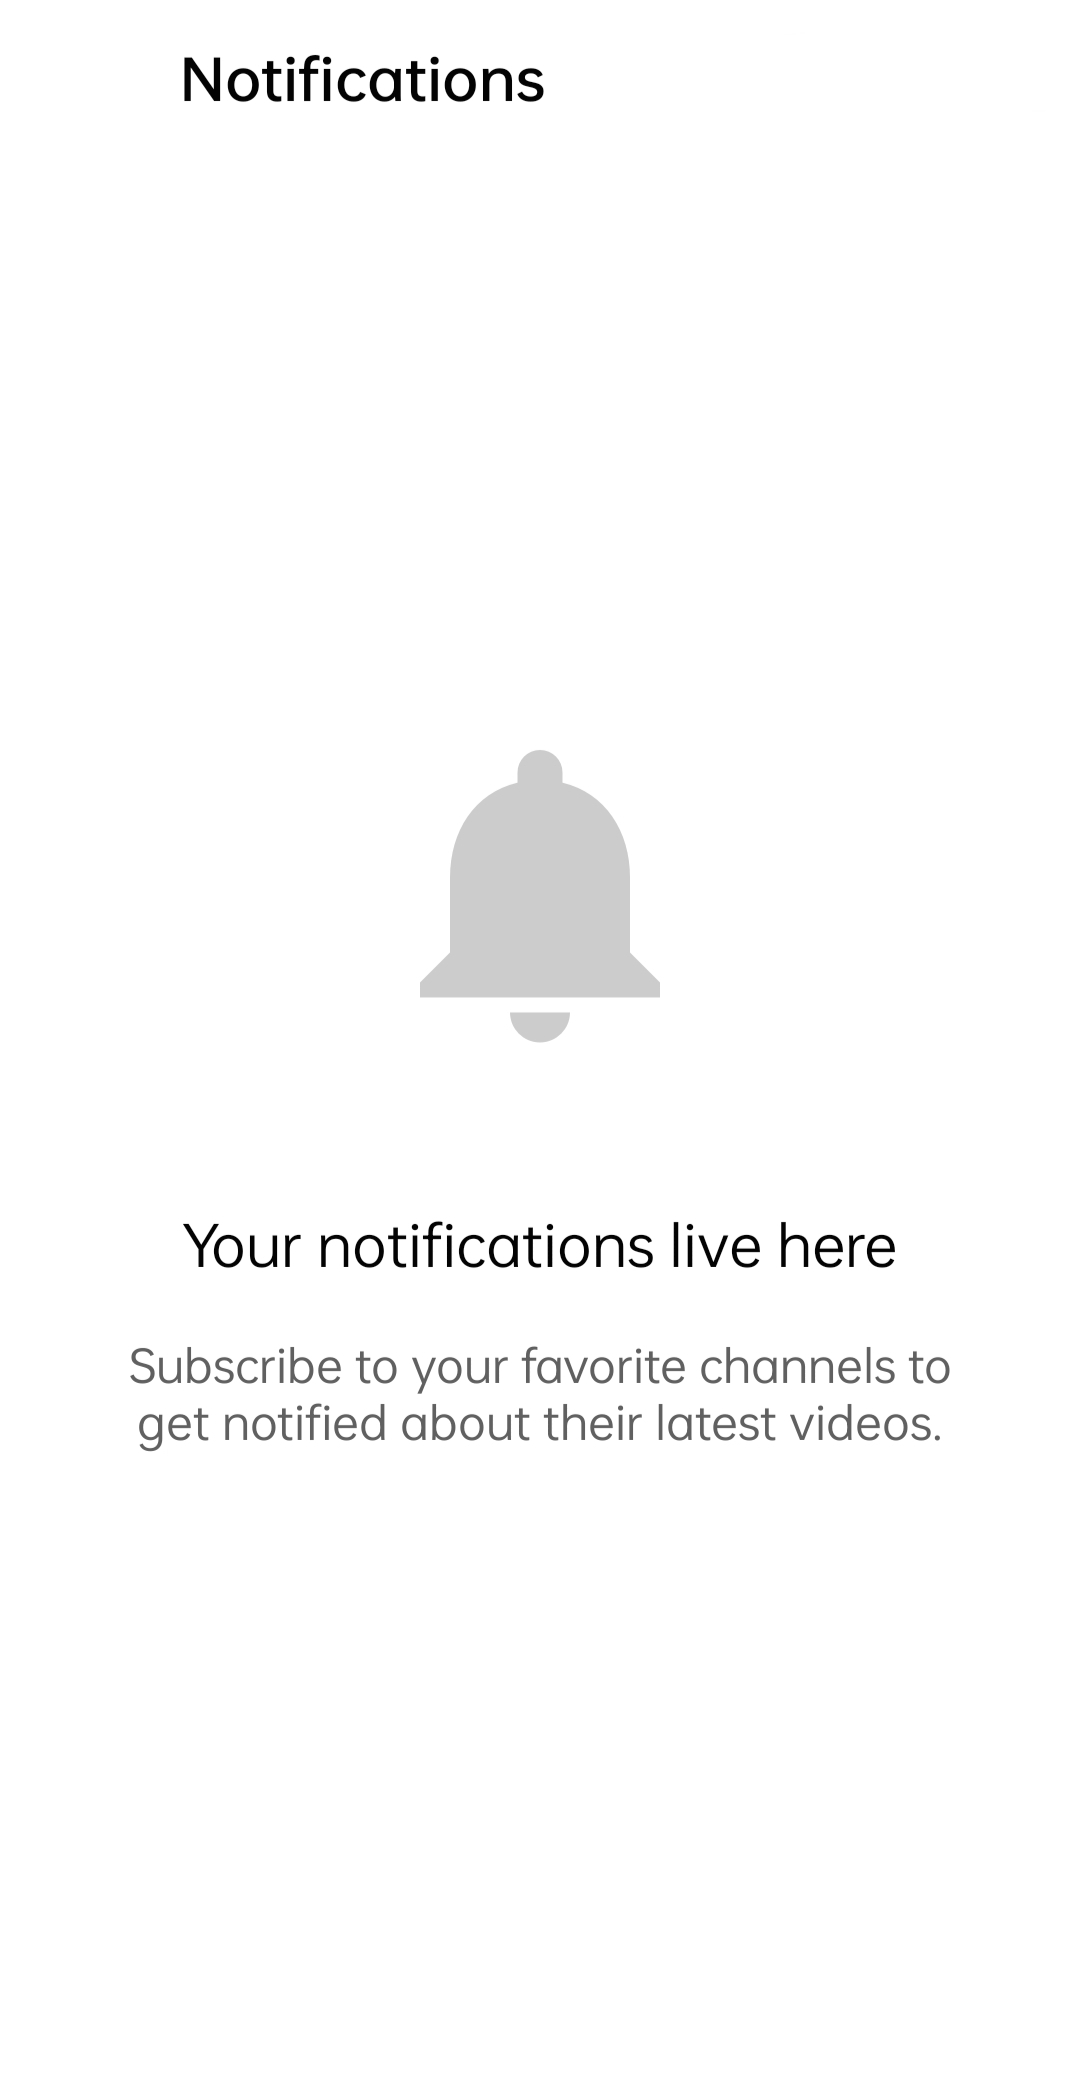 Notifications
Your notifications live here
Subscribe to your favorite channels to
get notified about their latest videos.